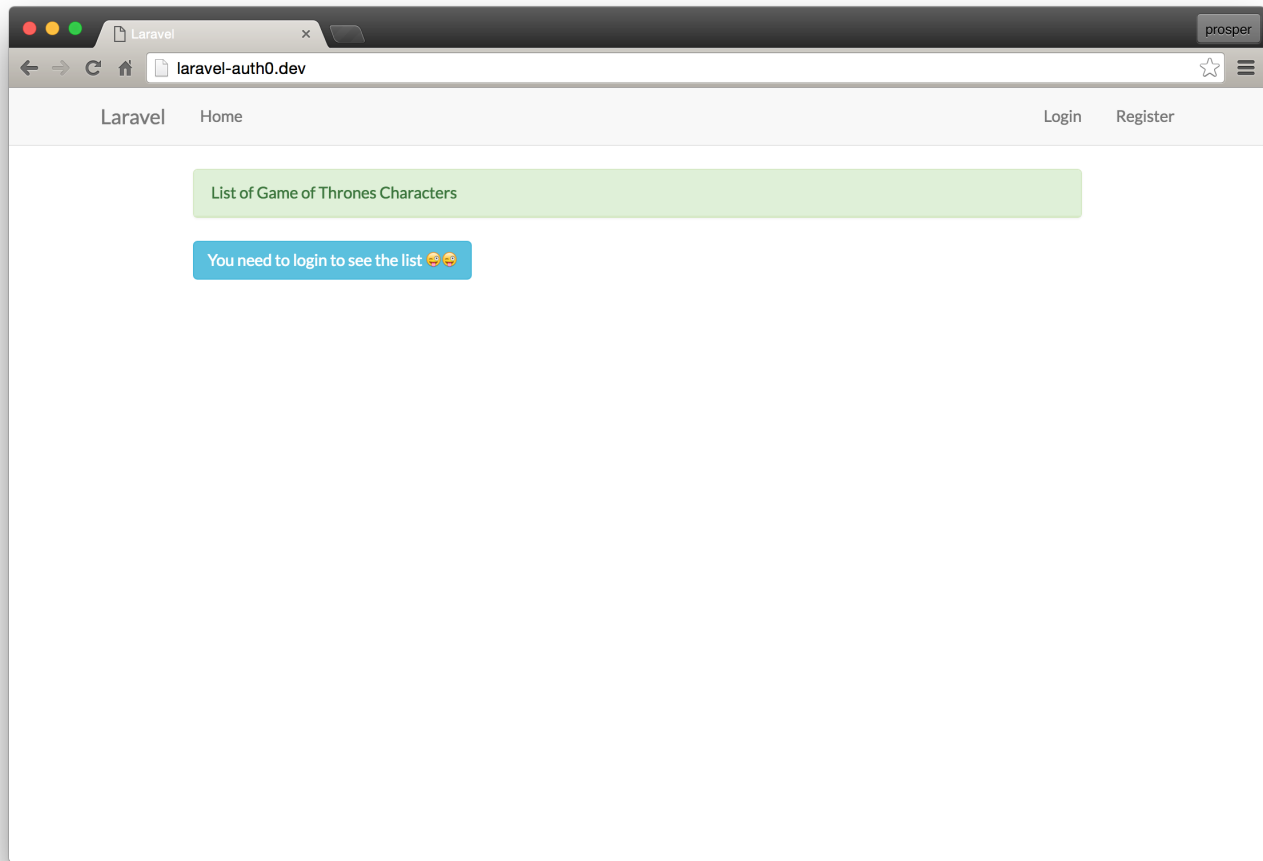 Laravel
prosper
laravel-auth0.dev
Laravel Home Login Register
List of Game of Thrones Characters
You need to login to see the list 😜😜